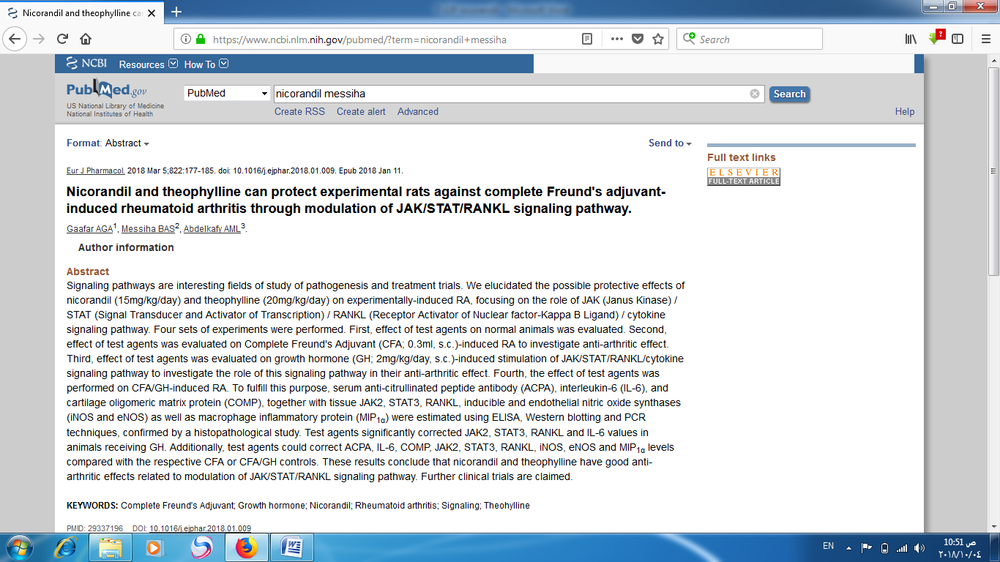 Nicorandil and theophylline ca
https://www.ncbi.nlm.nih.gov/pubmed/?term=nicorandil+messiha
Search
?
NCBI Resources How To
PubMed.gov
US National Library of Medicine
National Institutes of Health
PubMed
nicorandil messiha
Search
Create RSS Create alert Advanced
Help
Format: Abstract
Send to
Full text links
ELSEVIER
FULL-TEXT ARTICLE
Eur J Pharmacol. 2018 Mar 5;822:177-185. doi: 10.1016/j.ejphar.2018.01.009. Epub 2018 Jan 11.
Nicorandil and theophylline can protect experimental rats against complete Freund's adjuvant-
induced rheumatoid arthritis through modulation of JAK/STAT/RANKL signaling pathway.
Gaafar AGA1, Messiha BAS2, Abdelkafy AML3.
Author information
Abstract
Signaling pathways are interesting fields of study of pathogenesis and treatment trials. We elucidated the possible protective effects of
nicorandil (15mg/kg/day) and theophylline (20mg/kg/day) on experimentally-induced RA, focusing on the role of JAK (Janus Kinase) /
STAT (Signal Transducer and Activator of Transcription) / RANKL (Receptor Activator of Nuclear factor-Kappa B Ligand) / cytokine
signaling pathway. Four sets of experiments were performed. First, effect of test agents on normal animals was evaluated. Second,
effect of test agents was evaluated on Complete Freund's Adjuvant (CFA; 0.3ml, s.c.)-induced RA to investigate anti-arthritic effect.
Third, effect of test agents was evaluated on growth hormone (GH; 2mg/kg/day, s.c.)-induced stimulation of JAK/STAT/RANKL/cytokine
signaling pathway to investigate the role of this signaling pathway in their anti-arthritic effect. Fourth, the effect of test agents was
performed on CFA/GH-induced RA. To fulfill this purpose, serum anti-citrullinated peptide antibody (ACPA), interleukin-6 (IL-6), and
cartilage oligomeric matrix protein (COMP), together with tissue JAK2, STAT3, RANKL, inducible and endothelial nitric oxide synthases
(iNOS and eNOS) as well as macrophage inflammatory protein (MIP1α) were estimated using ELISA, Western blotting and PCR
techniques, confirmed by a histopathological study. Test agents significantly corrected JAK2, STAT3, RANKL and IL-6 values in
animals receiving GH. Additionally, test agents could correct ACPA, IL-6, COMP, JAK2, STAT3, RANKL, iNOS, eNOS and MIP1α levels
compared with the respective CFA or CFA/GH controls. These results conclude that nicorandil and theophylline have good anti-
arthritic effects related to modulation of JAK/STAT/RANKL signaling pathway. Further clinical trials are claimed.
KEYWORDS: Complete Freund's Adjuvant; Growth hormone; Nicorandil; Rheumatoid arthritis; Signaling; Theohylline
PMID: 29337196 DOI: 10.1016/j.ejphar.2018.01.009
EN
10:51 ص
٢٠١٨/١٠/٠٤